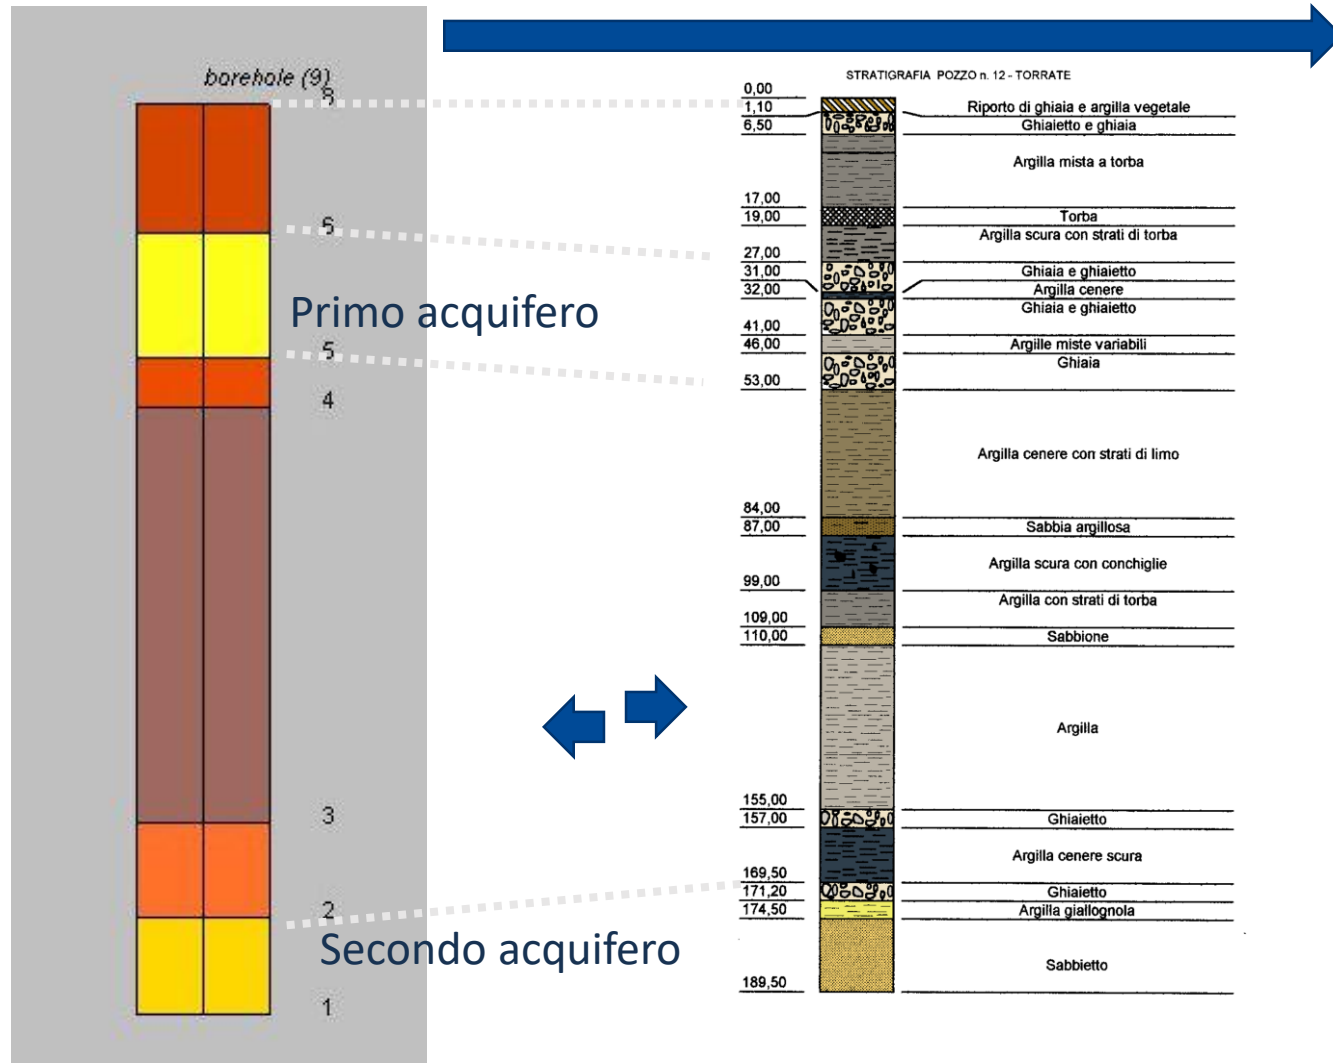 borehole (9)
8
6
Primo acquifero
5
4
3
2
Secondo acquifero
1
STRATIGRAFIA POZZO n. 12 - TORRATE
0,00
1,10
Riporto di ghiaia e argilla vegetale
6,50
Ghiaietto e ghiaia
Argilla mista a torba
17,00
19,00
Torba
Argilla scura con strati di torba
27,00
31,00
Ghiaia e ghiaietto
32,00
Argilla cenere
Ghiaia e ghiaietto
41,00
46,00
Argille miste variabili
Ghiaia
53,00
Argilla cenere con strati di limo
84,00
87,00
Sabbia argillosa
Argilla scura con conchiglie
99,00
Argilla con strati di torba
109,00
110,00
Sabbione
Argilla
155,00
157,00
Ghiaietto
Argilla cenere scura
169,50
171,20
Ghiaietto
174,50
Argilla giallognola
Sabbietto
189,50